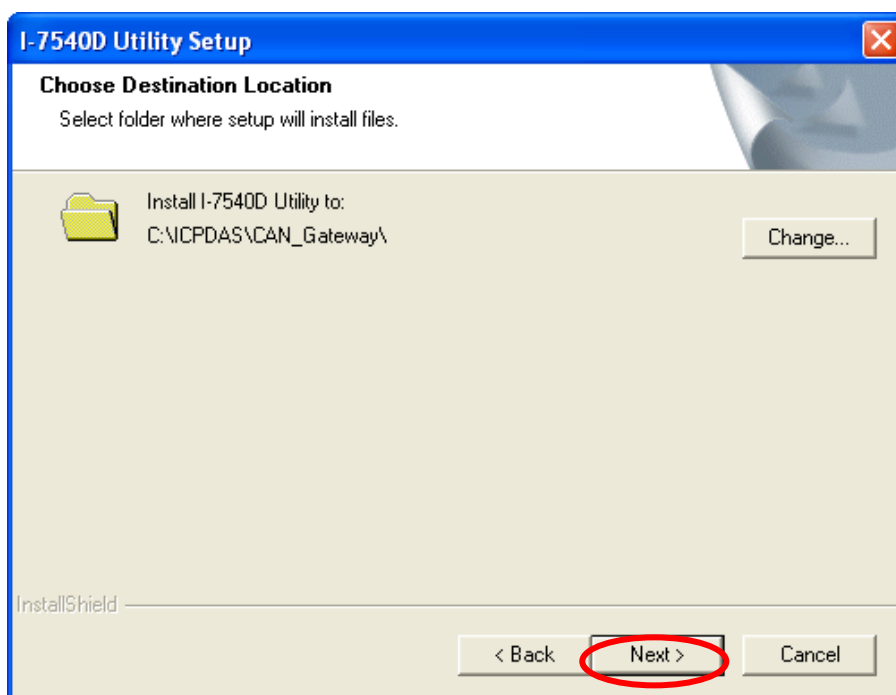 I-7540D Utility Setup
Choose Destination Location
Select folder where setup will install files.
Install I-7540D Utility to:
C:\ICPDAS\CAN_Gateway\
Change...
InstallShield
< Back Next > Cancel